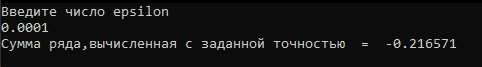 Введите число epsilon
0.0001
Сумма ряда,вычисленная с заданной точностью  =  -0.216571